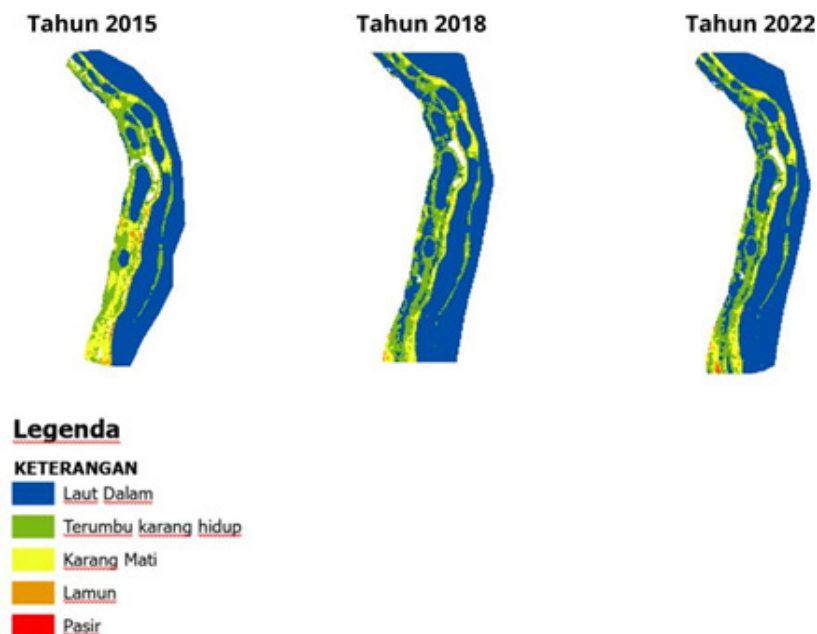 Tahun 2015
Tahun 2018
Tahun 2022
Legenda
KETERANGAN
Laut Dalam
Terumbu karang hidup
Karang Mati
Lamun
Pasir